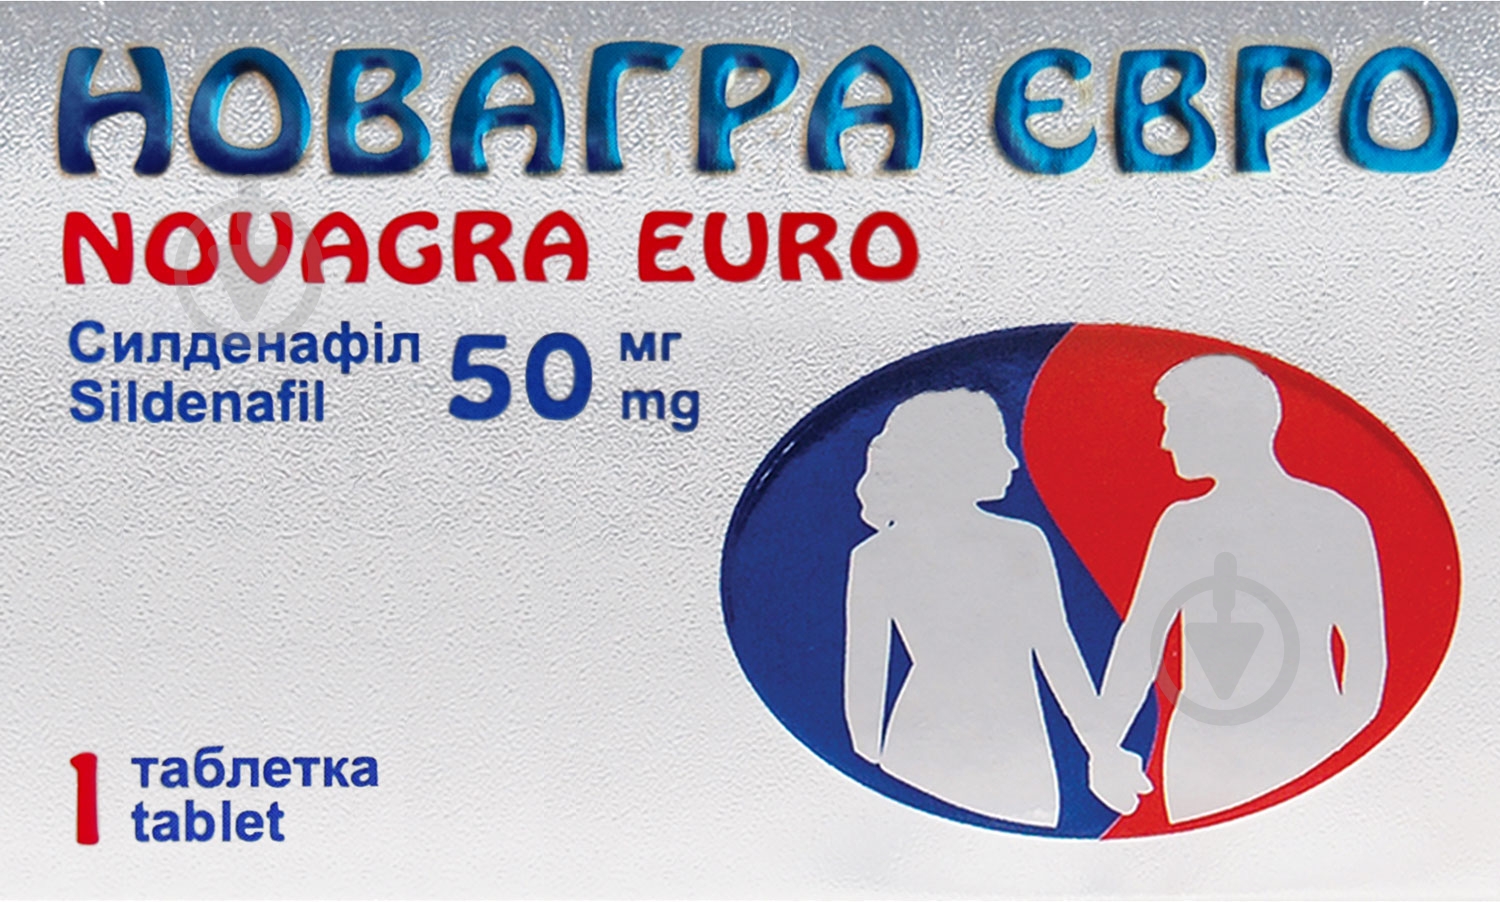 НОВАГРА ЄВРО
NOVAGRA EURO
Силденафіл 50 мг
Sildenafil mg
1 таблетка
tablet